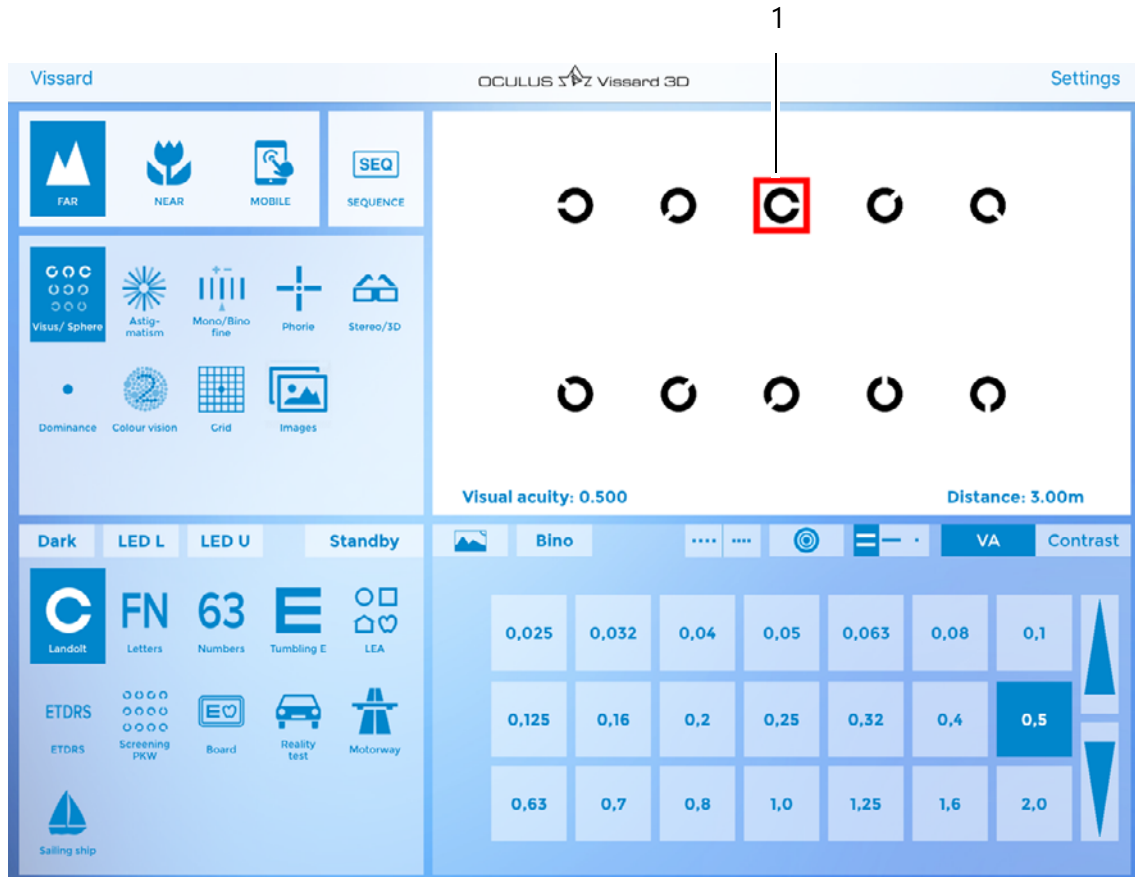 1
Vissard
OCULUS Vissard 3D
Settings
FAR
NEAR
MOBILE
SEQ
SEQUENCE
Visus/ Sphere
Astig-
matism
Mono/Bino
fine
Phorie
Stereo/3D
2
Dominance
Colour vision
Grid
Images
Visual acuity: 0.500
Distance: 3.00m
Dark
LED L
LED U
Standby
Bino
VA
Contrast
C
Landolt
FN
Letters
63
Numbers
E
Tumbling E
LEA
ETDRS
ETDRS
Screening
PKW
E
Board
Reality
test
Motorway
Sailing ship
0,025 0,032 0,04 0,05 0,063 0,08 0,1
0,125 0,16 0,2 0,25 0,32 0,4 0,5
0,63 0,7 0,8 1,0 1,25 1,6 2,0